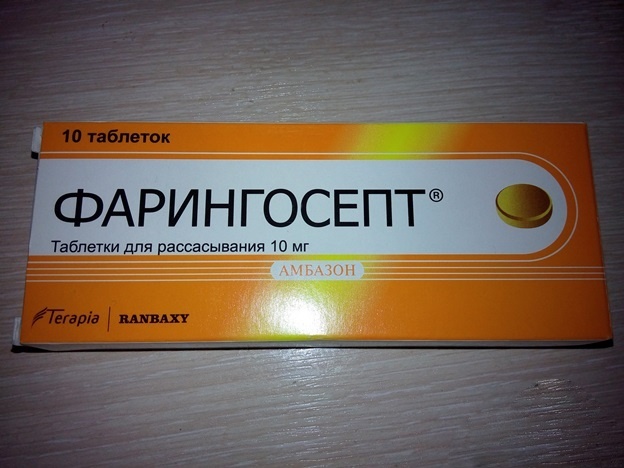 10 таблеток
ФАРИНГОСЕПТ®
Таблетки для рассасывания 10 мг
АМБАЗОН
Terapia | RANBAXY